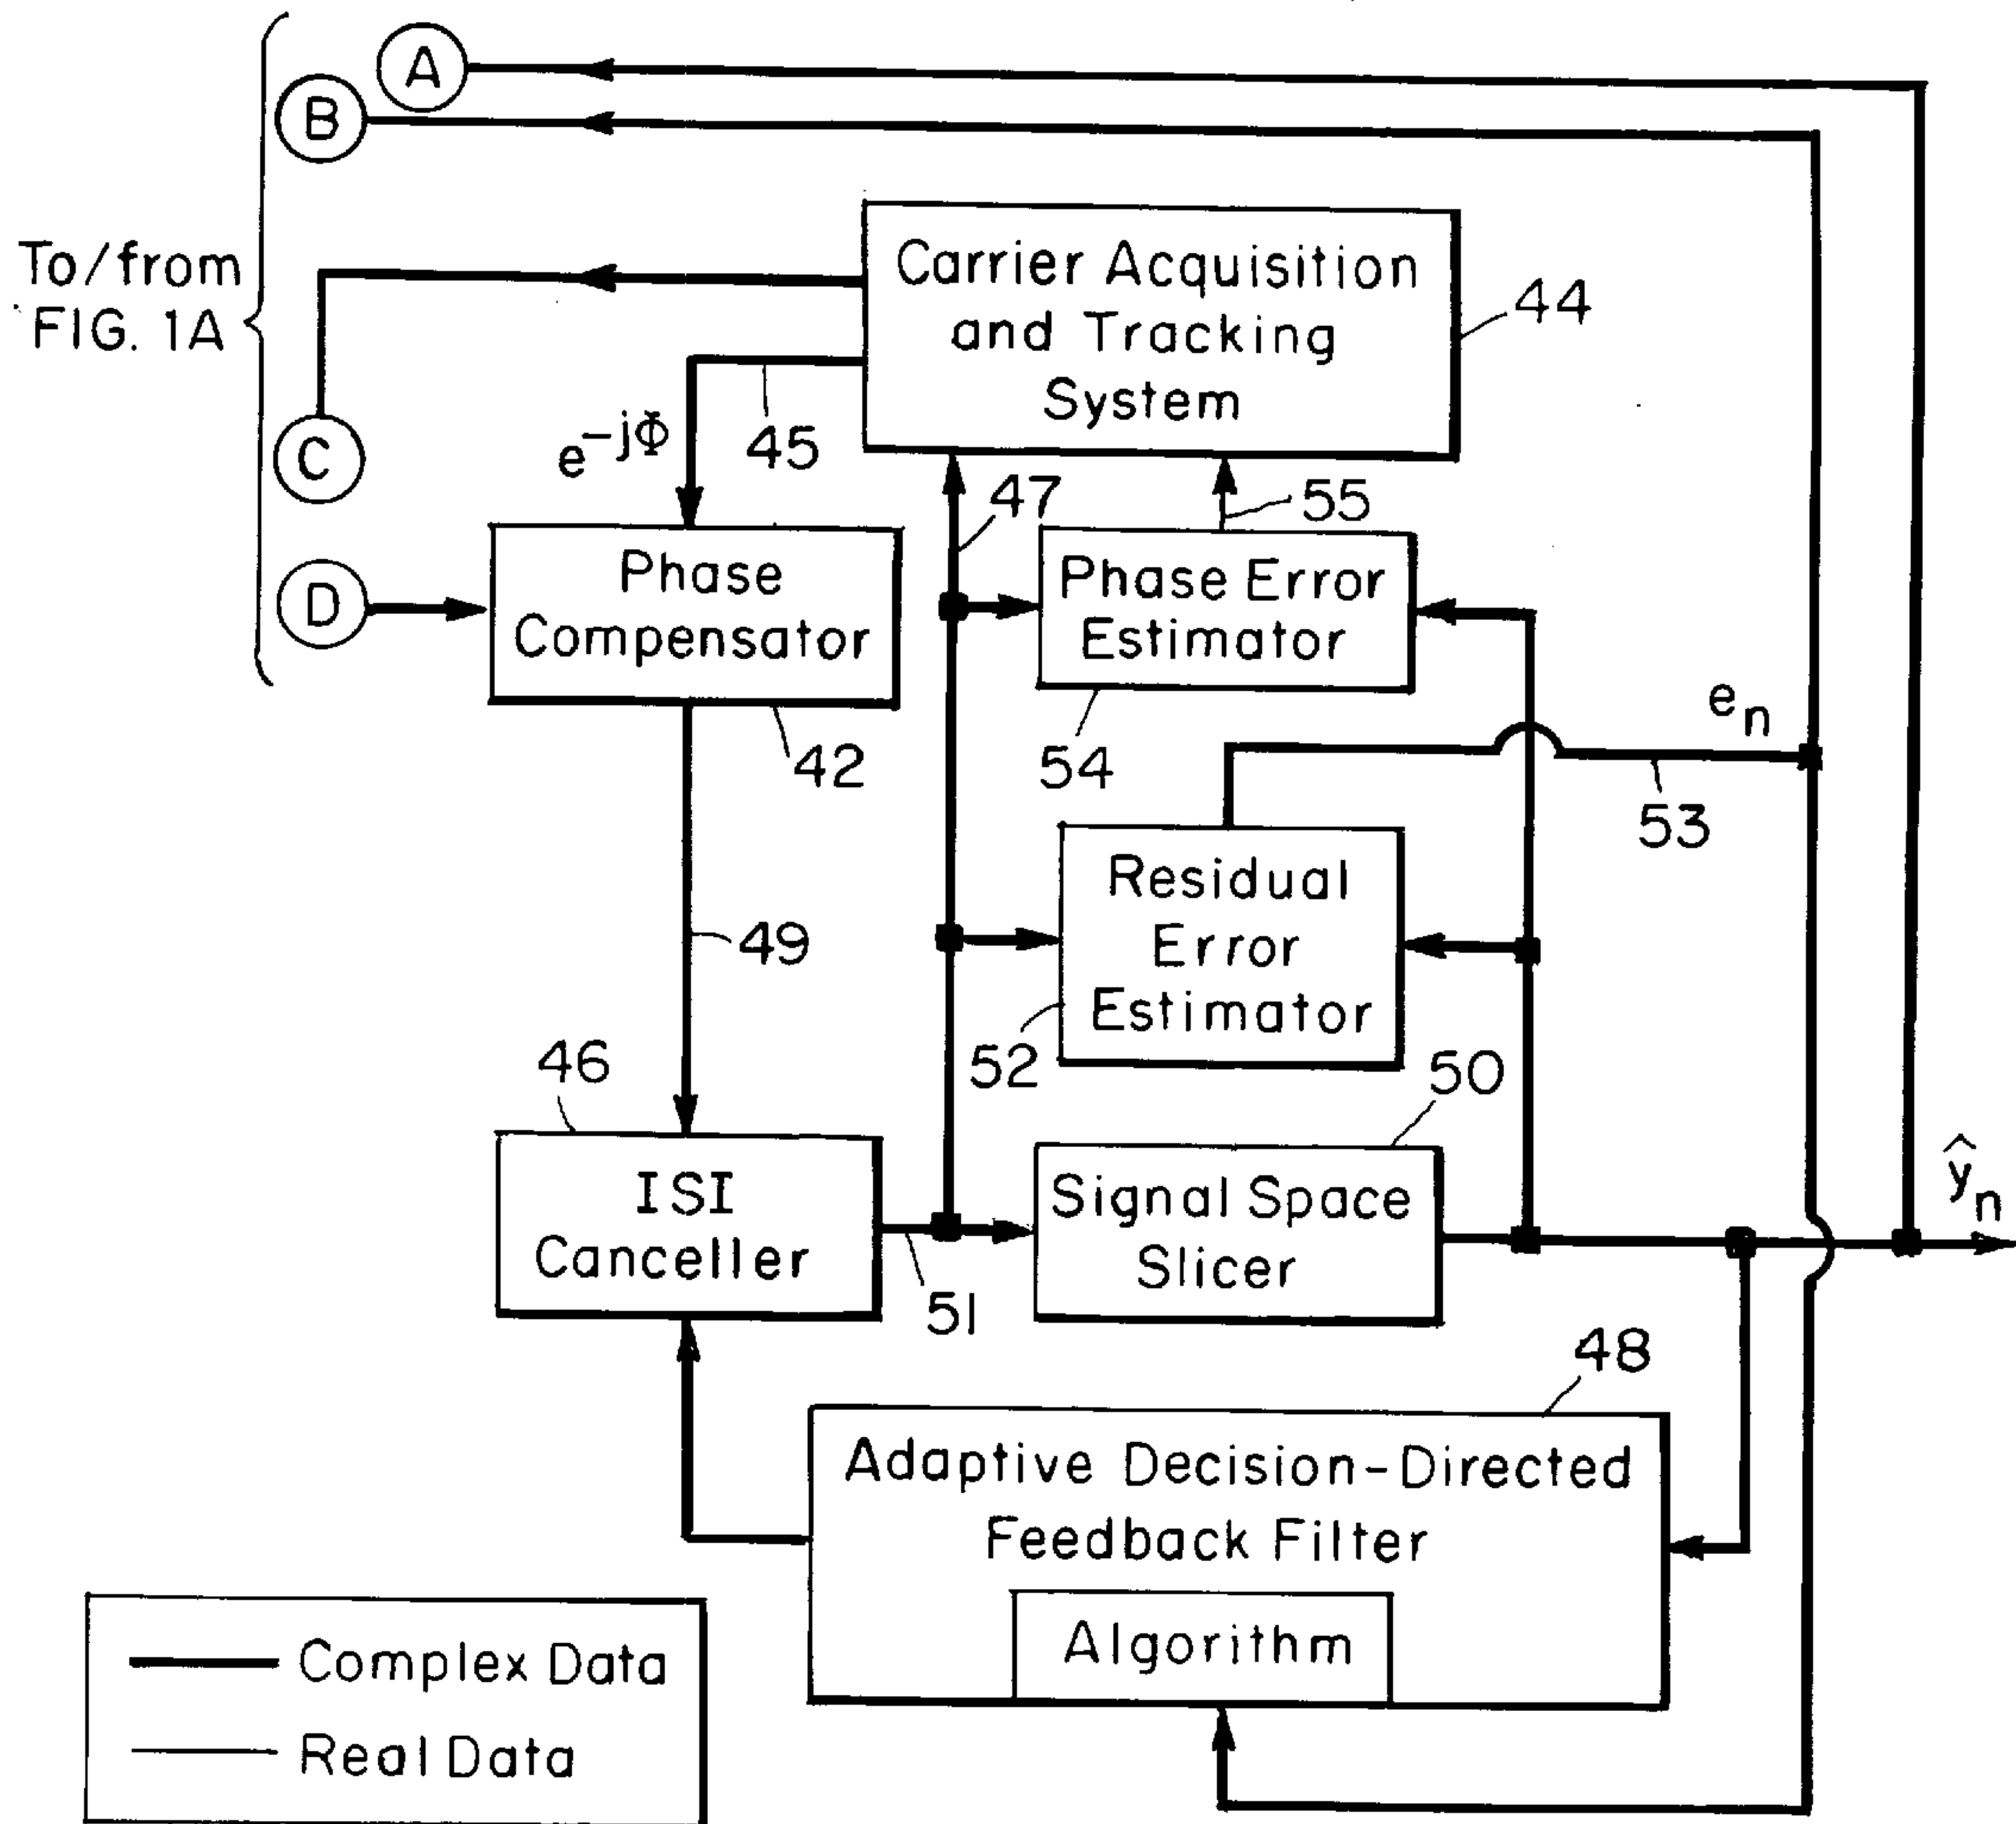 A
B
To/from
FIG. 1A
C
D
Carrier Acquisition
and Tracking
System
44
45
e^-jΦ
47
55
Phase
Compensator
42
Phase Error
Estimator
54
e_n
53
49
Residual
Error
Estimator
52
46
50
ISI
Canceller
51
Signal Space
Slicer
ŷ_n
48
Adaptive Decision-Directed
Feedback Filter
Algorithm
Complex Data
Real Data